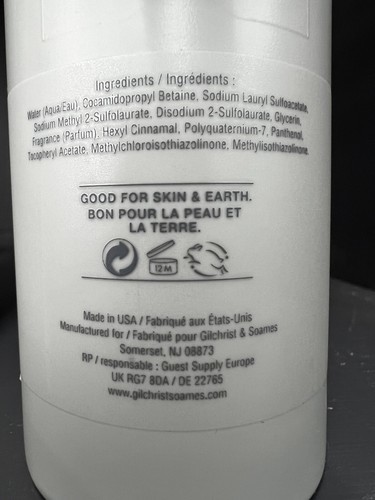 Ingredients / Ingrédients :
Water (Aqua/Eau), Cocamidopropyl Betaine, Sodium Lauryl Sulfoacetate,
Sodium Methyl 2-Sulfolaurate, Disodium 2-Sulfolaurate, Glycerin,
Fragrance (Parfum), Hexyl Cinnamal, Polyquaternium-7, Panthenol,
Tocopheryl Acetate, Methylchloroisothiazolinone, Methylisothiazolinone.
GOOD FOR SKIN & EARTH.
BON POUR LA PEAU ET
LA TERRE.
12M
Made in USA / Fabriqué aux États-Unis
Manufactured for / Fabriqué pour Gilchrist & Soames
Somerset, NJ 08873
RP / responsable : Guest Supply Europe
UK RG7 8DA / DE 22765
www.gilchristsoames.com